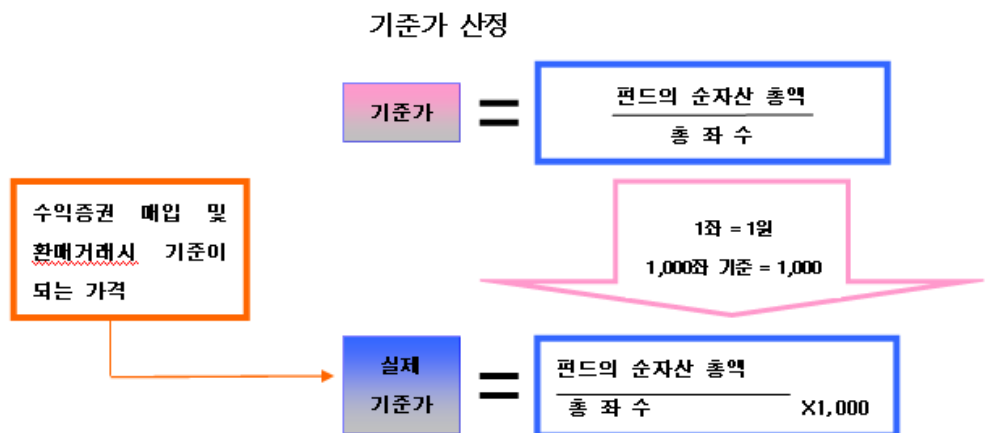 기준가 산정
기준가
=
펀드의 순자산 총액
총 좌 수
수익증권 매입 및
환매거래시 기준이
되는 가격
1좌 = 1원
1,000좌 기준 = 1,000
실제
기준가
=
펀드의 순자산 총액
총 좌 수 X1,000